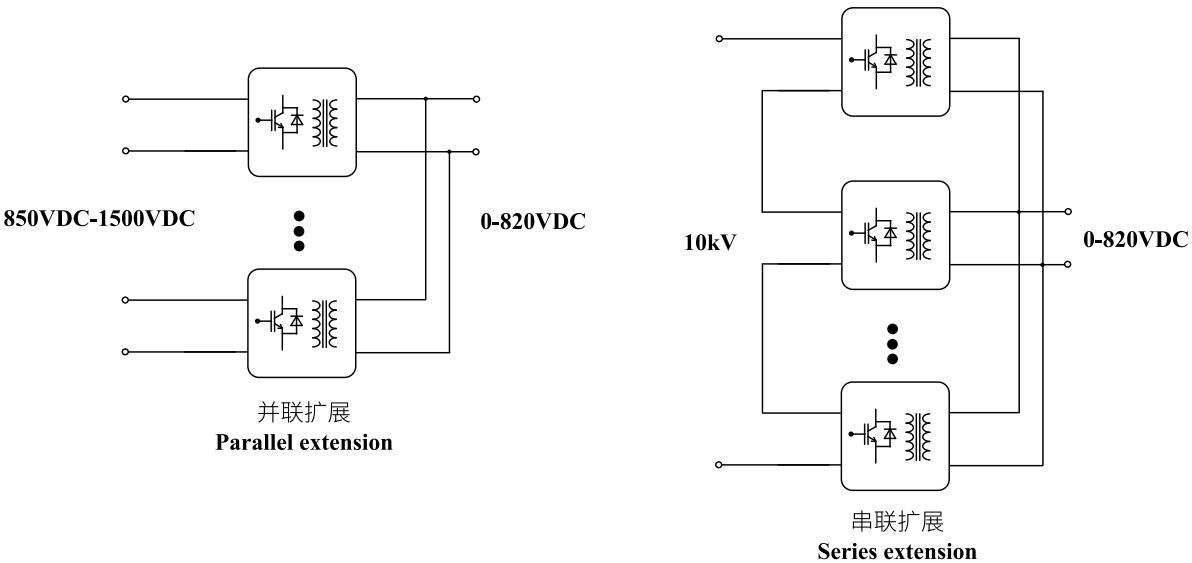 850VDC-1500VDC
0-820VDC
并联扩展
Parallel extension
10kV
0-820VDC
串联扩展
Series extension